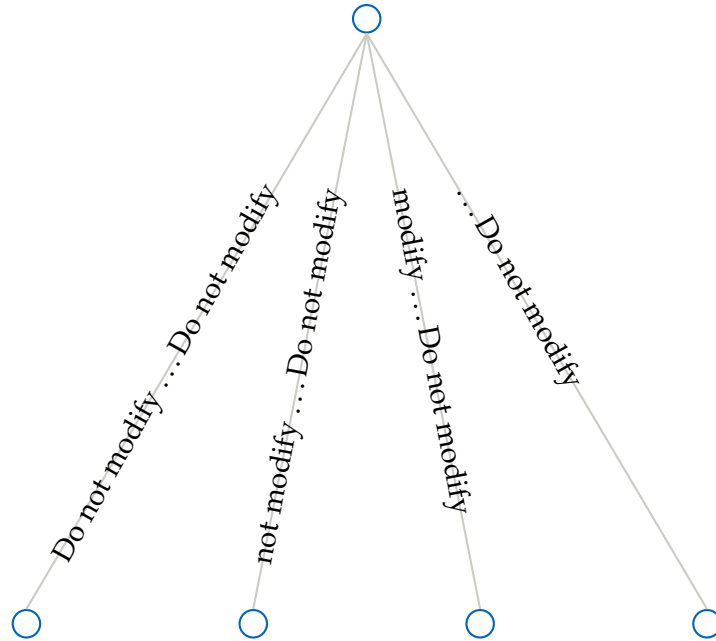 Do not modify .... Do not modify
not modify .... Do not modify
modify .... Do not modify
.... Do not modify